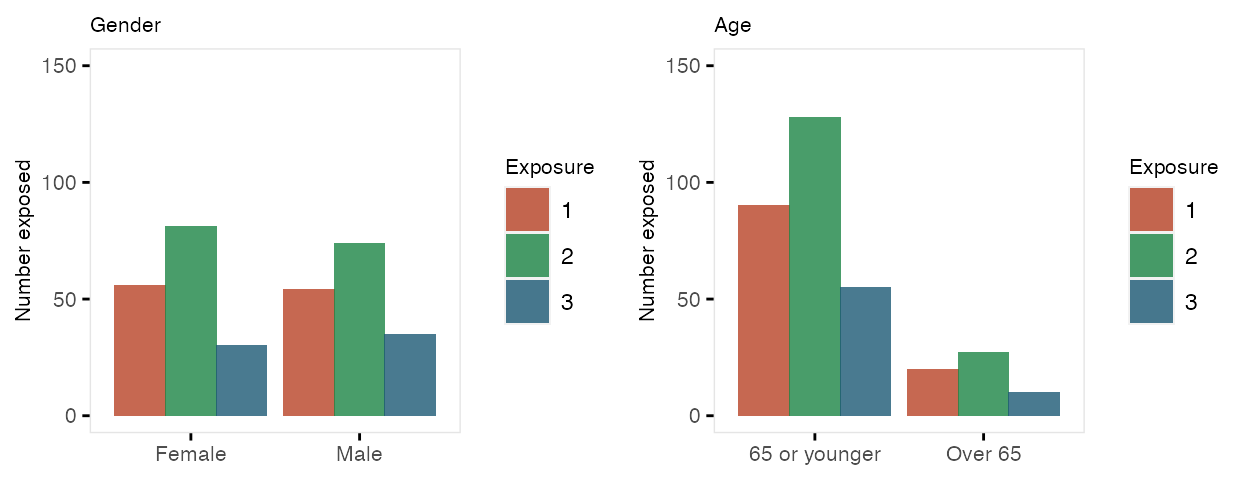 Gender
150
100
50
0
Number exposed
Female Male
Exposure
1
2
3
Age
150
100
50
0
Number exposed
65 or younger Over 65
Exposure
1
2
3